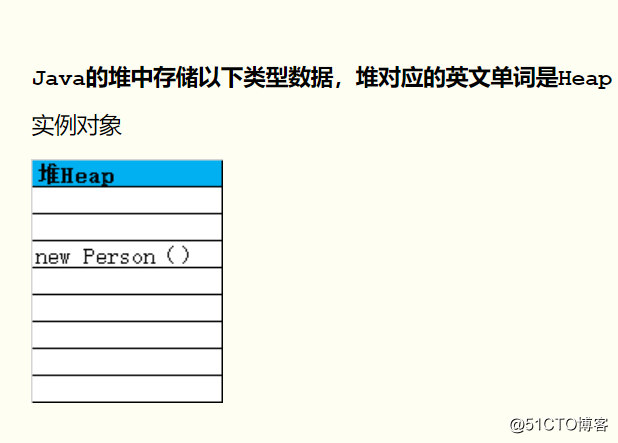 Java的堆中存储以下类型数据，堆对应的英文单词是Heap
实例对象
堆Heap
new Person（）
@51CTO博客